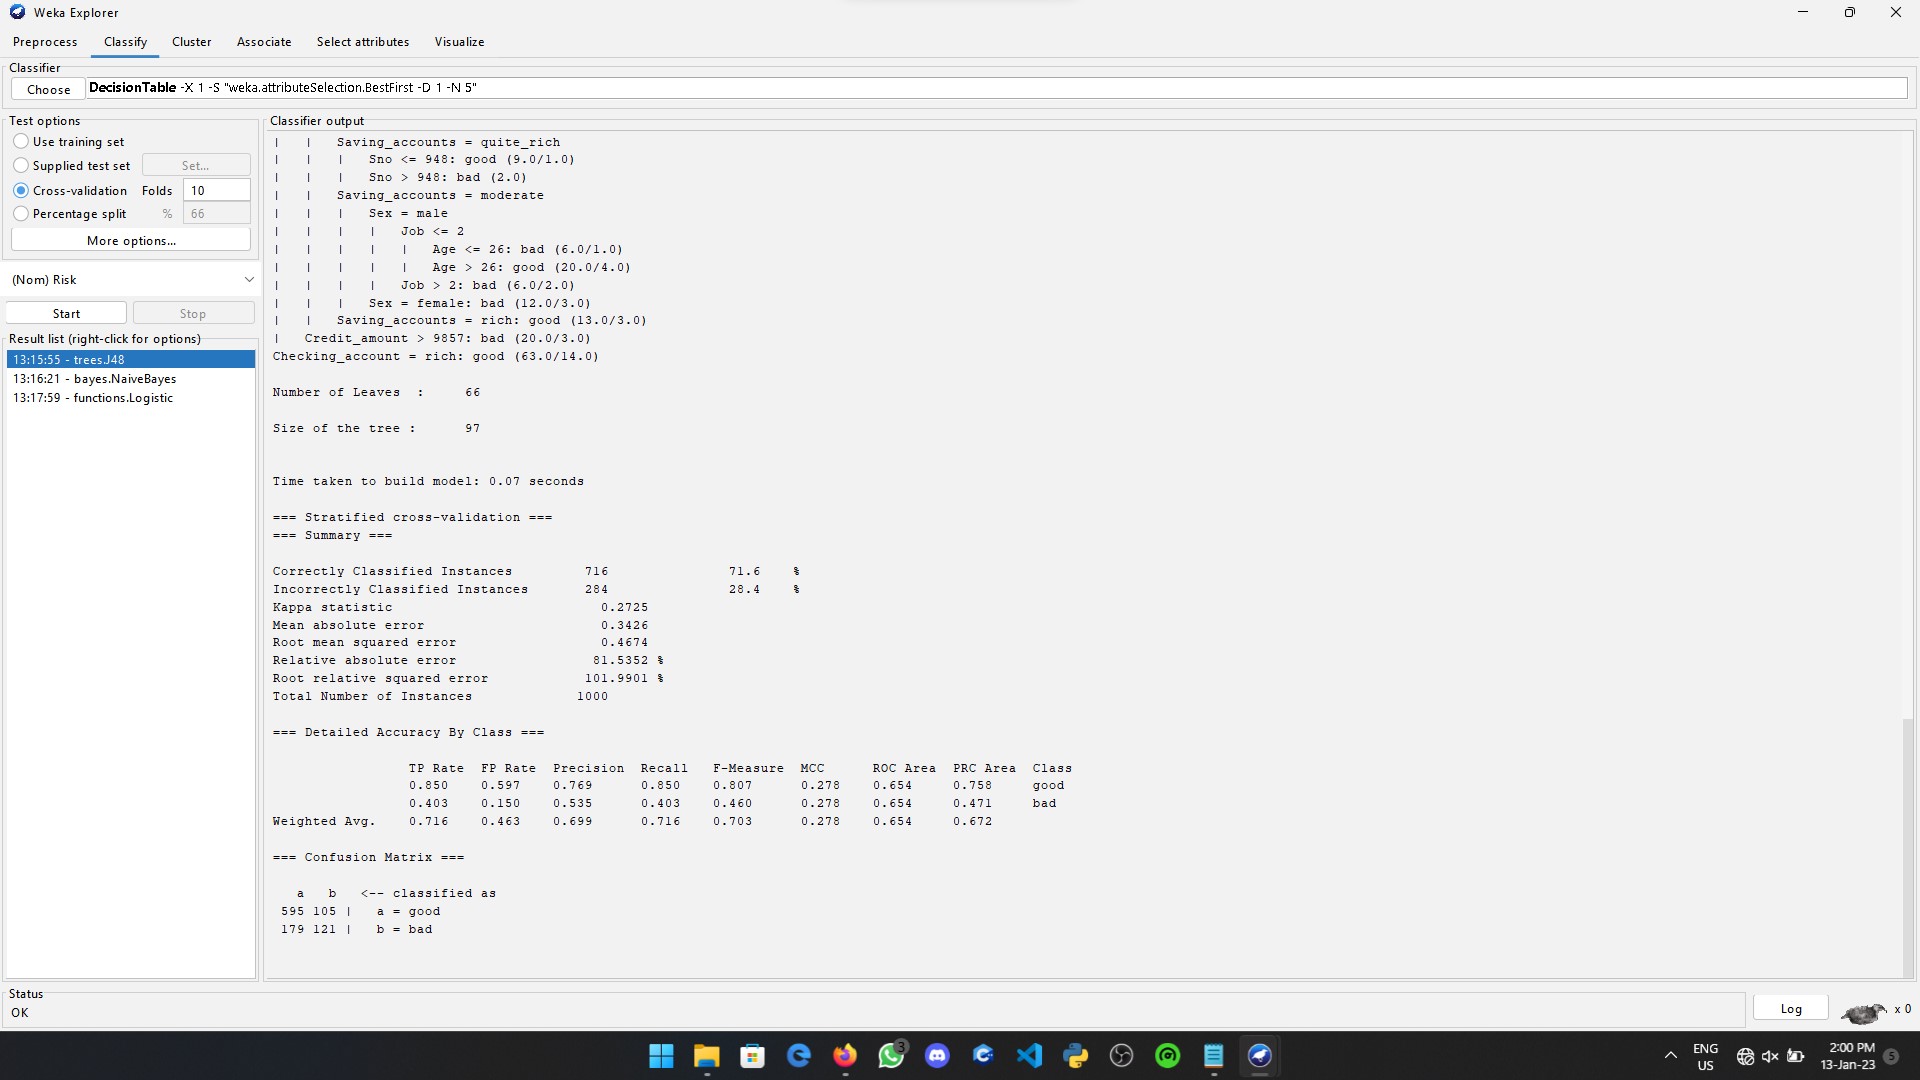 Weka Explorer
Preprocess Classify Cluster Associate Select attributes Visualize
Classifier
Choose DecisionTable -X 1 -S "weka.attributeSelection.BestFirst -D 1 -N 5"
Test options
Use training set
Supplied test set Set...
Cross-validation Folds 10
Percentage split % 66
More options...
(Nom) Risk
Start Stop
Result list (right-click for options)
13:15:55 - trees.J48
13:16:21 - bayes.NaiveBayes
13:17:59 - functions.Logistic
Classifier output
|   |   Saving_accounts = quite_rich
|   |   |   Sno <= 948: good (9.0/1.0)
|   |   |   Sno > 948: bad (2.0)
|   |   Saving_accounts = moderate
|   |   |   Sex = male
|   |   |   |   Job <= 2
|   |   |   |   |   Age <= 26: bad (6.0/1.0)
|   |   |   |   |   Age > 26: good (20.0/4.0)
|   |   |   |   Job > 2: bad (6.0/2.0)
|   |   |   Sex = female: bad (12.0/3.0)
|   |   Saving_accounts = rich: good (13.0/3.0)
|   Credit_amount > 9857: bad (20.0/3.0)
Checking_account = rich: good (63.0/14.0)
Number of Leaves  :     66
Size of the tree :      97
Time taken to build model: 0.07 seconds
=== Stratified cross-validation ===
=== Summary ===
Correctly Classified Instances         716               71.6    %
Incorrectly Classified Instances       284               28.4    %
Kappa statistic                          0.2725
Mean absolute error                      0.3426
Root mean squared error                  0.4674
Relative absolute error                 81.5352 %
Root relative squared error            101.9901 %
Total Number of Instances             1000
=== Detailed Accuracy By Class ===
TP Rate  FP Rate  Precision  Recall   F-Measure  MCC      ROC Area  PRC Area  Class
0.850    0.597    0.769      0.850    0.807      0.278    0.654     0.758     good
0.403    0.150    0.535      0.403    0.460      0.278    0.654     0.471     bad
Weighted Avg.    0.716    0.463    0.699      0.716    0.703      0.278    0.654     0.672
=== Confusion Matrix ===
a   b   <-- classified as
595 105 |   a = good
179 121 |   b = bad
Status
OK
Log x 0
3
ENG
US
2:00 PM
13-Jan-23
5